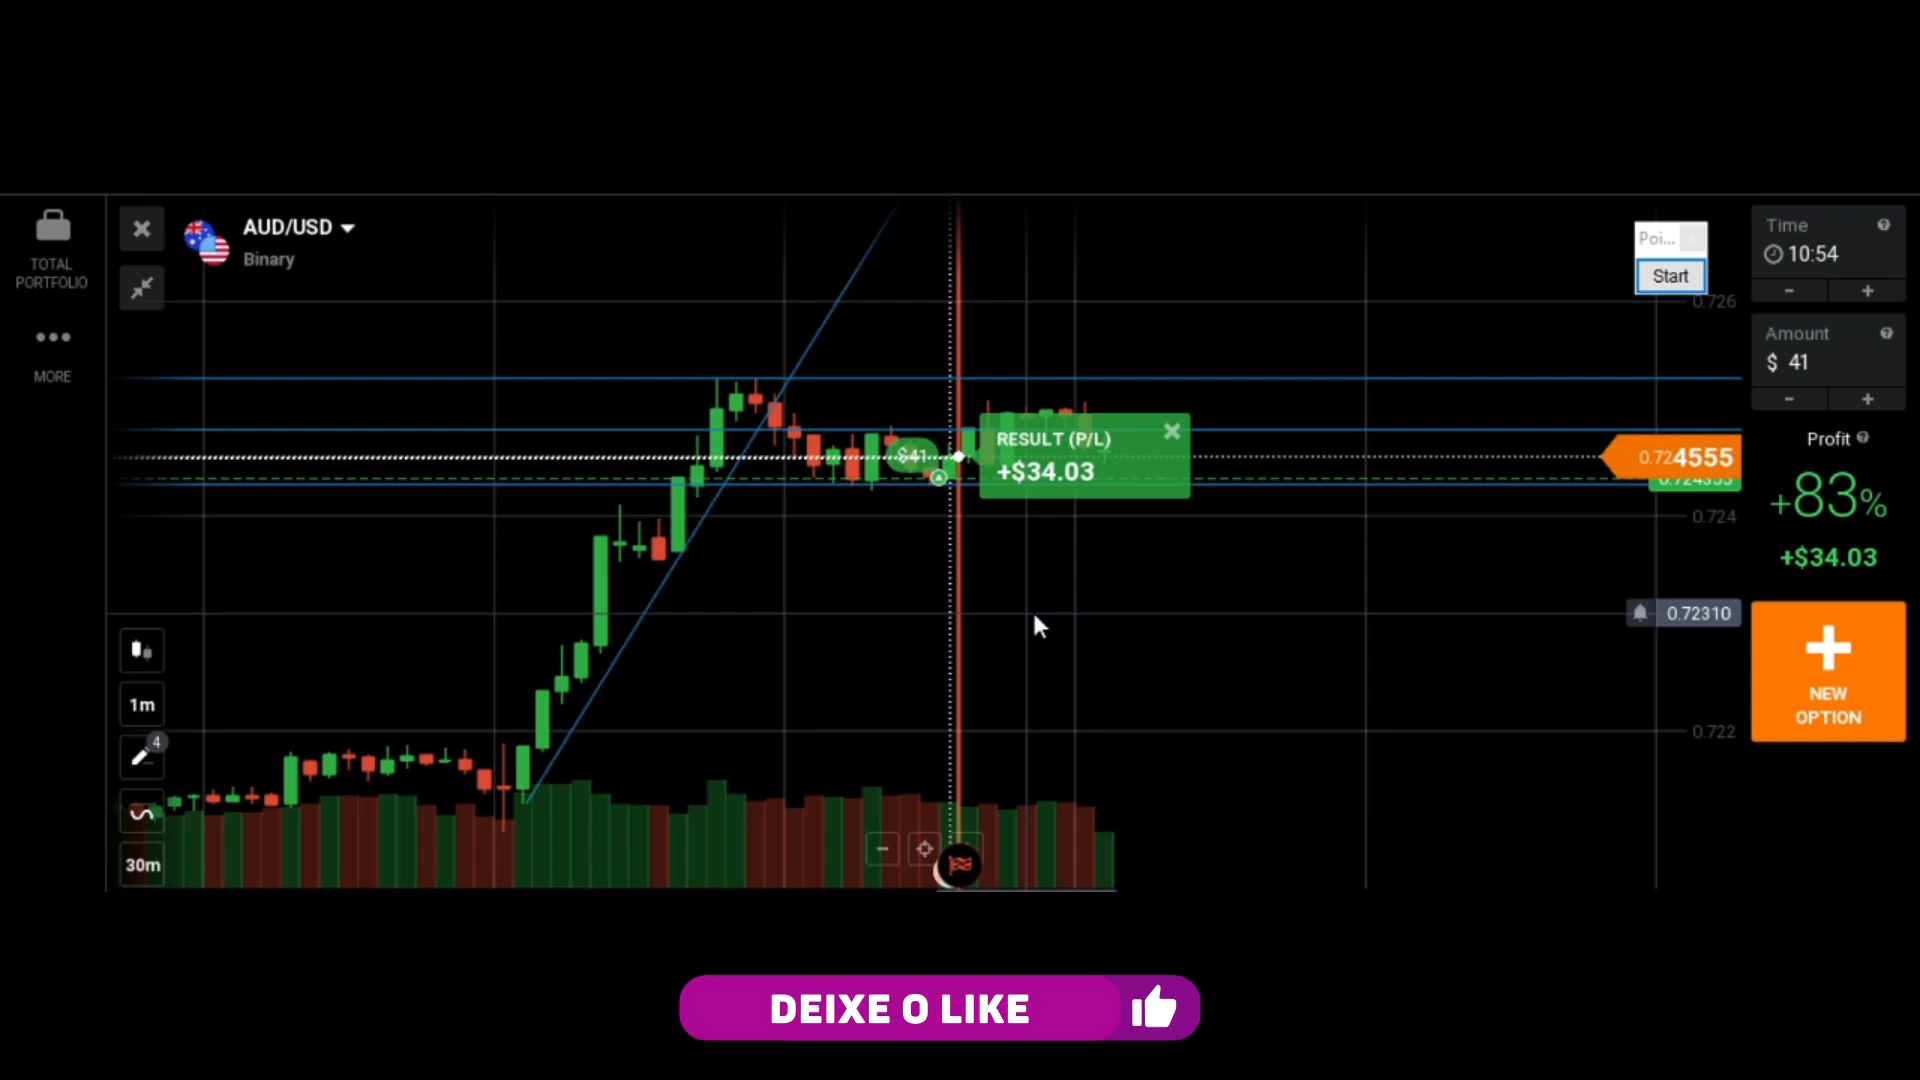 TOTAL
PORTFOLIO
MORE
AUD/USD
Binary
Poi...
Start
Time
10:54
-
+
Amount
$ 41
-
+
Profit
+83%
+$34.03
NEW
OPTION
0.726
0.724555
0.724355
0.724
0.72310
0.722
$41
RESULT (P/L)
+$34.03
1m
4
30m
DEIXE O LIKE